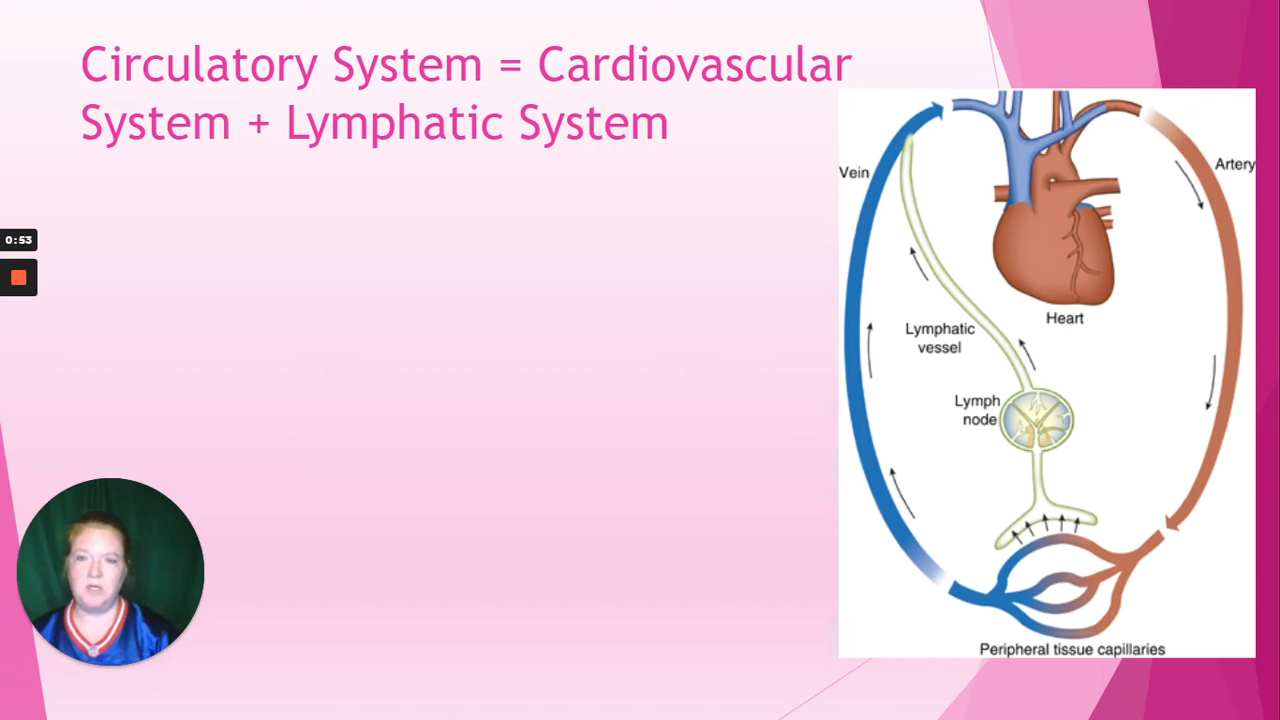 Circulatory System = Cardiovascular
System + Lymphatic System
Vein
Artery
0:53
Heart
Lymphatic
vessel
Lymph
node
Peripheral tissue capillaries